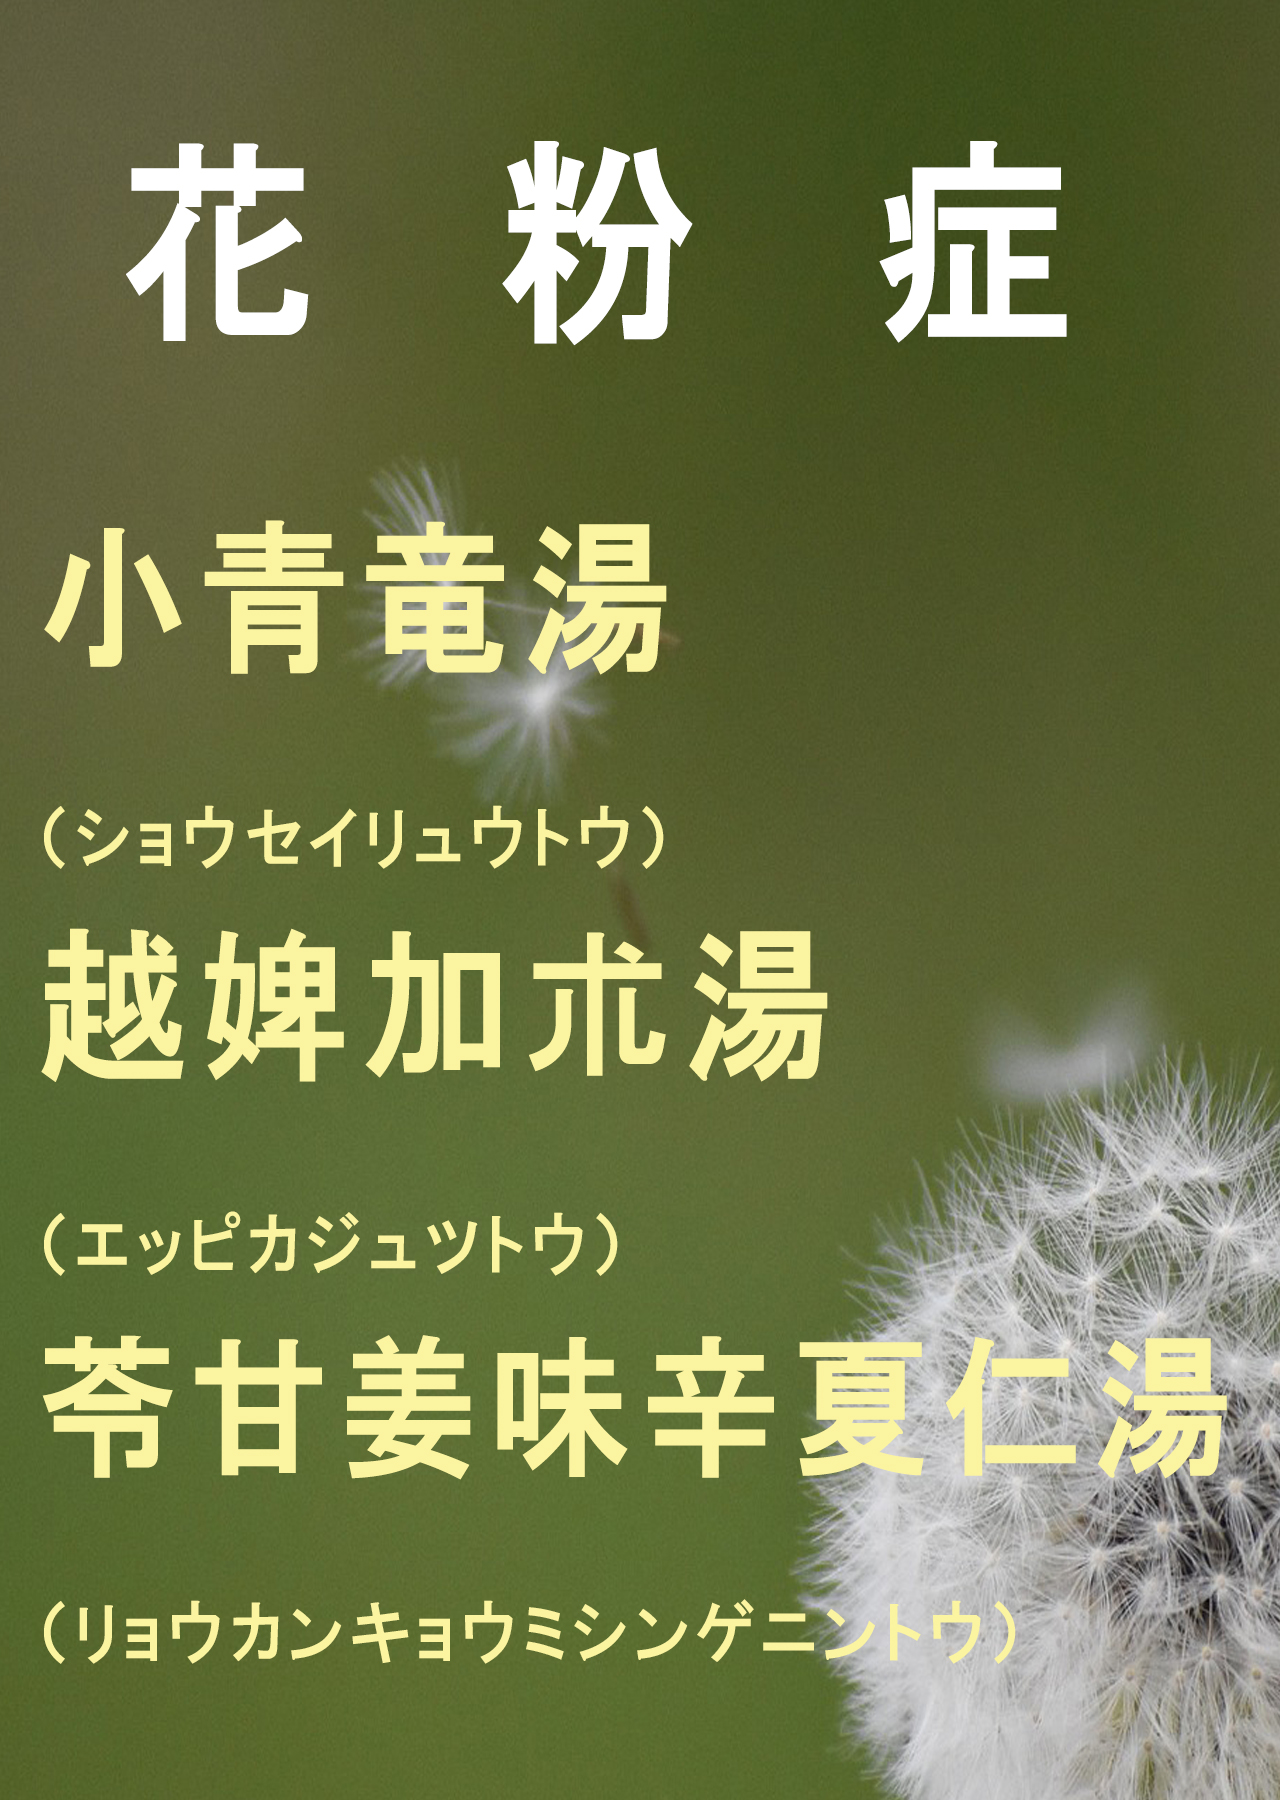 花粉症
小青竜湯
（ショウセイリュウトウ）
越婢加朮湯
（エッピカジュツトウ）
苓甘姜味辛夏仁湯
（リョウカンキョウミシンゲニントウ）